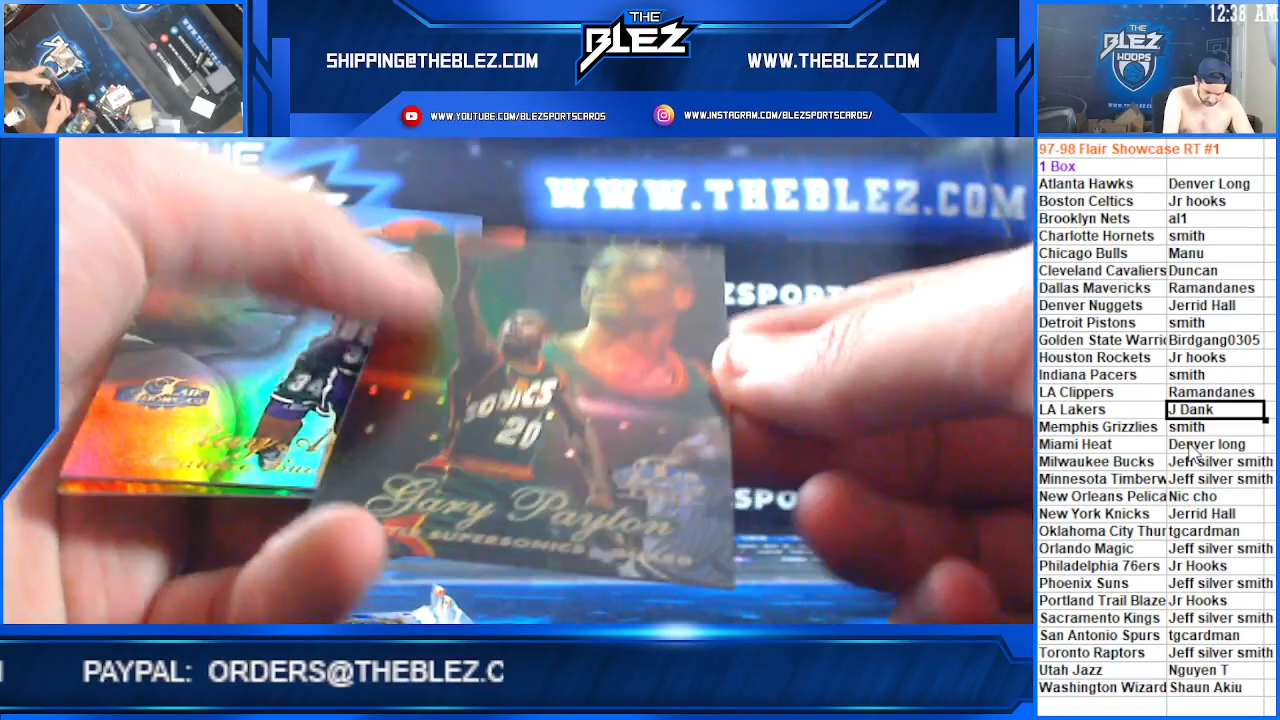 THE
BLEZ
SHIPPING@THEBLEZ.COM
WWW.THEBLEZ.COM
WWW.YOUTUBE.COM/BLEZSPORTSCARDS
WWW.INSTAGRAM.COM/BLEZSPORTSCARDS/
12:38 AM
THE
BLEZ
HOOPS
THE
WWW.THEBLEZ.COM
ZSPORT
SPO
34
SONICS
20
Gary Payton
SUPERSONICS
PAYPAL: ORDERS@THEBLEZ.C
97-98 Flair Showcase RT #1
1 Box
Atlanta Hawks Denver Long
Boston Celtics Jr hooks
Brooklyn Nets al1
Charlotte Hornets smith
Chicago Bulls Manu
Cleveland Cavaliers Duncan
Dallas Mavericks Ramandanes
Denver Nuggets Jerrid Hall
Detroit Pistons smith
Golden State Warri Birdgang0305
Houston Rockets Jr hooks
Indiana Pacers smith
LA Clippers Ramandanes
LA Lakers J Dank
Memphis Grizzlies smith
Miami Heat Denver long
Milwaukee Bucks Jeff silver smith
Minnesota Timberw Jeff silver smith
New Orleans Pelica Nic cho
New York Knicks Jerrid Hall
Oklahoma City Thur tgcardman
Orlando Magic Jeff silver smith
Philadelphia 76ers Jr Hooks
Phoenix Suns Jeff silver smith
Portland Trail Blaze Jr Hooks
Sacramento Kings Jeff silver smith
San Antonio Spurs tgcardman
Toronto Raptors Jeff silver smith
Utah Jazz Nguyen T
Washington Wizard Shaun Akiu